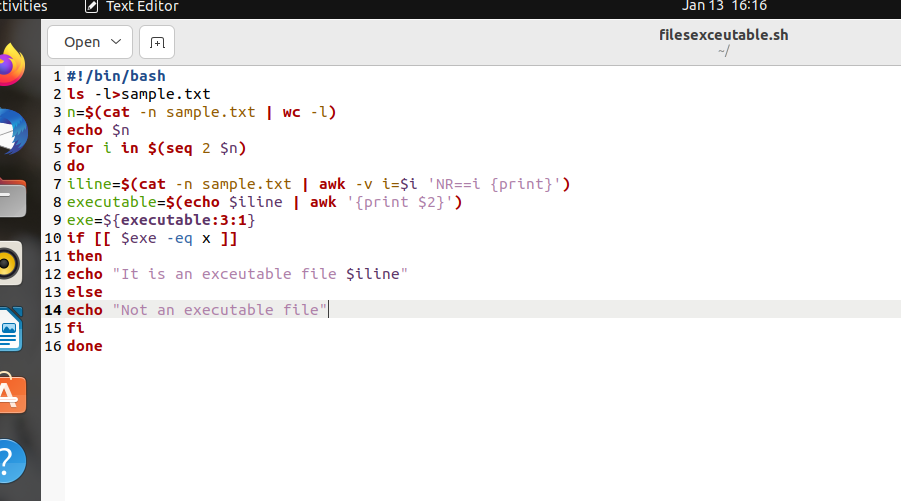 ctivities Text Editor Jan 13 16:16
Open filesexceutable.sh
~/
1 #!/bin/bash
2 ls -l>sample.txt
3 n=$(cat -n sample.txt | wc -l)
4 echo $n
5 for i in $(seq 2 $n)
6 do
7 iline=$(cat -n sample.txt | awk -v i=$i 'NR==i {print}')
8 executable=$(echo $iline | awk '{print $2}')
9 exe=${executable:3:1}
10 if [[ $exe -eq x ]]
11 then
12 echo "It is an exceutable file $iline"
13 else
14 echo "Not an executable file"
15 fi
16 done